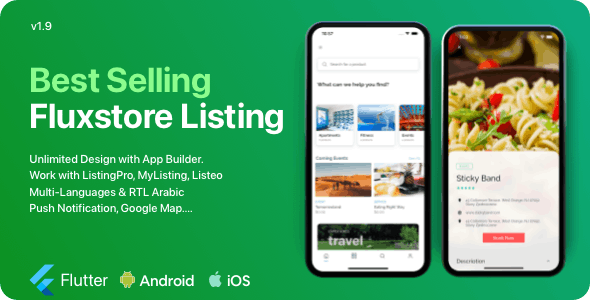 v1.9
Best Selling
Fluxstore Listing
Unlimited Design with App Builder.
Work with ListingPro, MyListing, Listeo
Multi-Languages & RTL Arabic
Push Notification, Google Map....
Flutter
Android
iOS
What can we help you find?
Apartments
Fitness
Coming Events
travel
Sticky Band
Book Now
Description